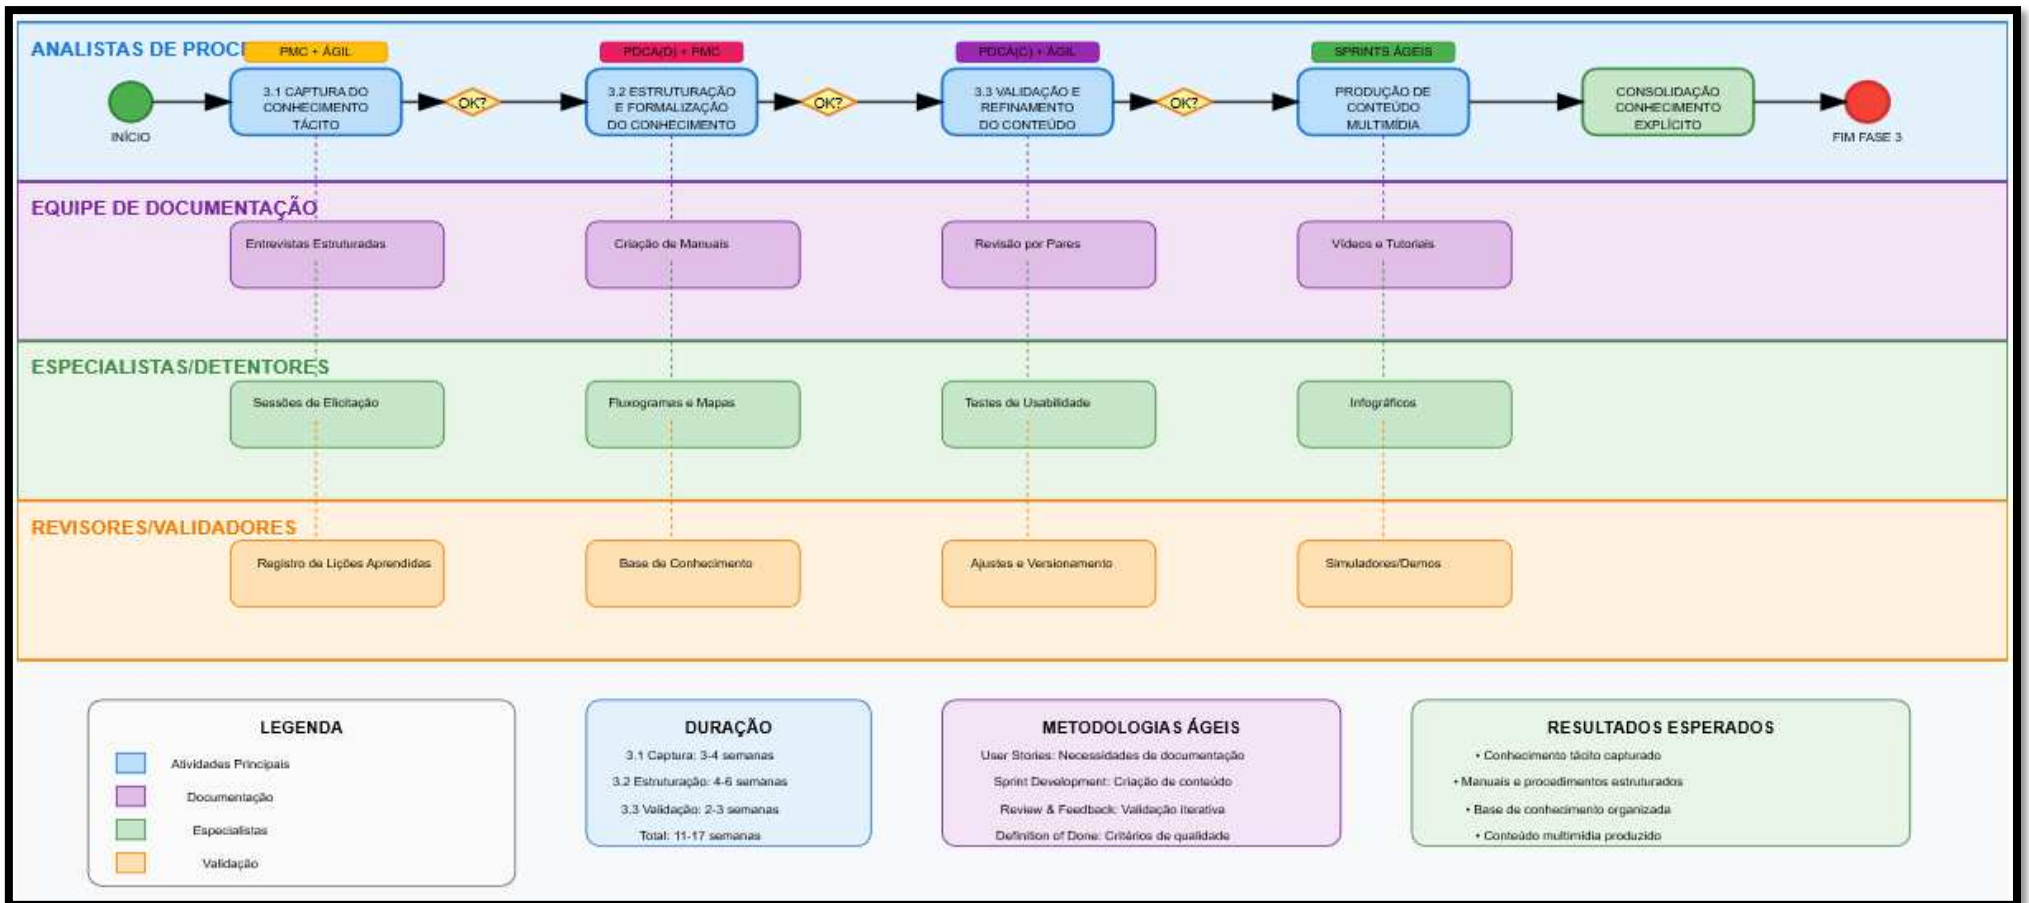 ANALISTAS DE PROC
PMC + ÁGIL
PDCA(D) + PMC
PDCA(C) + ÁGIL
SPRINTS ÁGEIS
INÍCIO
3.1 CAPTURA DO
CONHECIMENTO
TÁCITO
OK?
3.2 ESTRUTURAÇÃO
E FORMALIZAÇÃO
DO CONHECIMENTO
OK?
3.3 VALIDAÇÃO E
REFINAMENTO
DO CONTEÚDO
OK?
PRODUÇÃO DE
CONTEÚDO
MULTIMÍDIA
CONSOLIDAÇÃO
CONHECIMENTO
EXPLÍCITO
FIM FASE 3
EQUIPE DE DOCUMENTAÇÃO
Entrevistas Estruturadas
Criação de Manuais
Revisão por Pares
Vídeos e Tutoriais
ESPECIALISTAS/DETENTORES
Sessões de Elicitação
Fluxogramas e Mapas
Testes de Usabilidade
Infográficos
REVISORES/VALIDADORES
Registro de Lições Aprendidas
Base de Conhecimento
Ajustes e Versionamento
Simuladores/Demos
LEGENDA
Atividades Principais
Documentação
Especialistas
Validação
DURAÇÃO
3.1 Captura: 3-4 semanas
3.2 Estruturação: 4-6 semanas
3.3 Validação: 2-3 semanas
Total: 11-17 semanas
METODOLOGIAS ÁGEIS
User Stories: Necessidades de documentação
Sprint Development: Criação de conteúdo
Review & Feedback: Validação iterativa
Definition of Done: Critérios de qualidade
RESULTADOS ESPERADOS
• Conhecimento tácito capturado
• Manuais e procedimentos estruturados
• Base de conhecimento organizada
• Conteúdo multimídia produzido